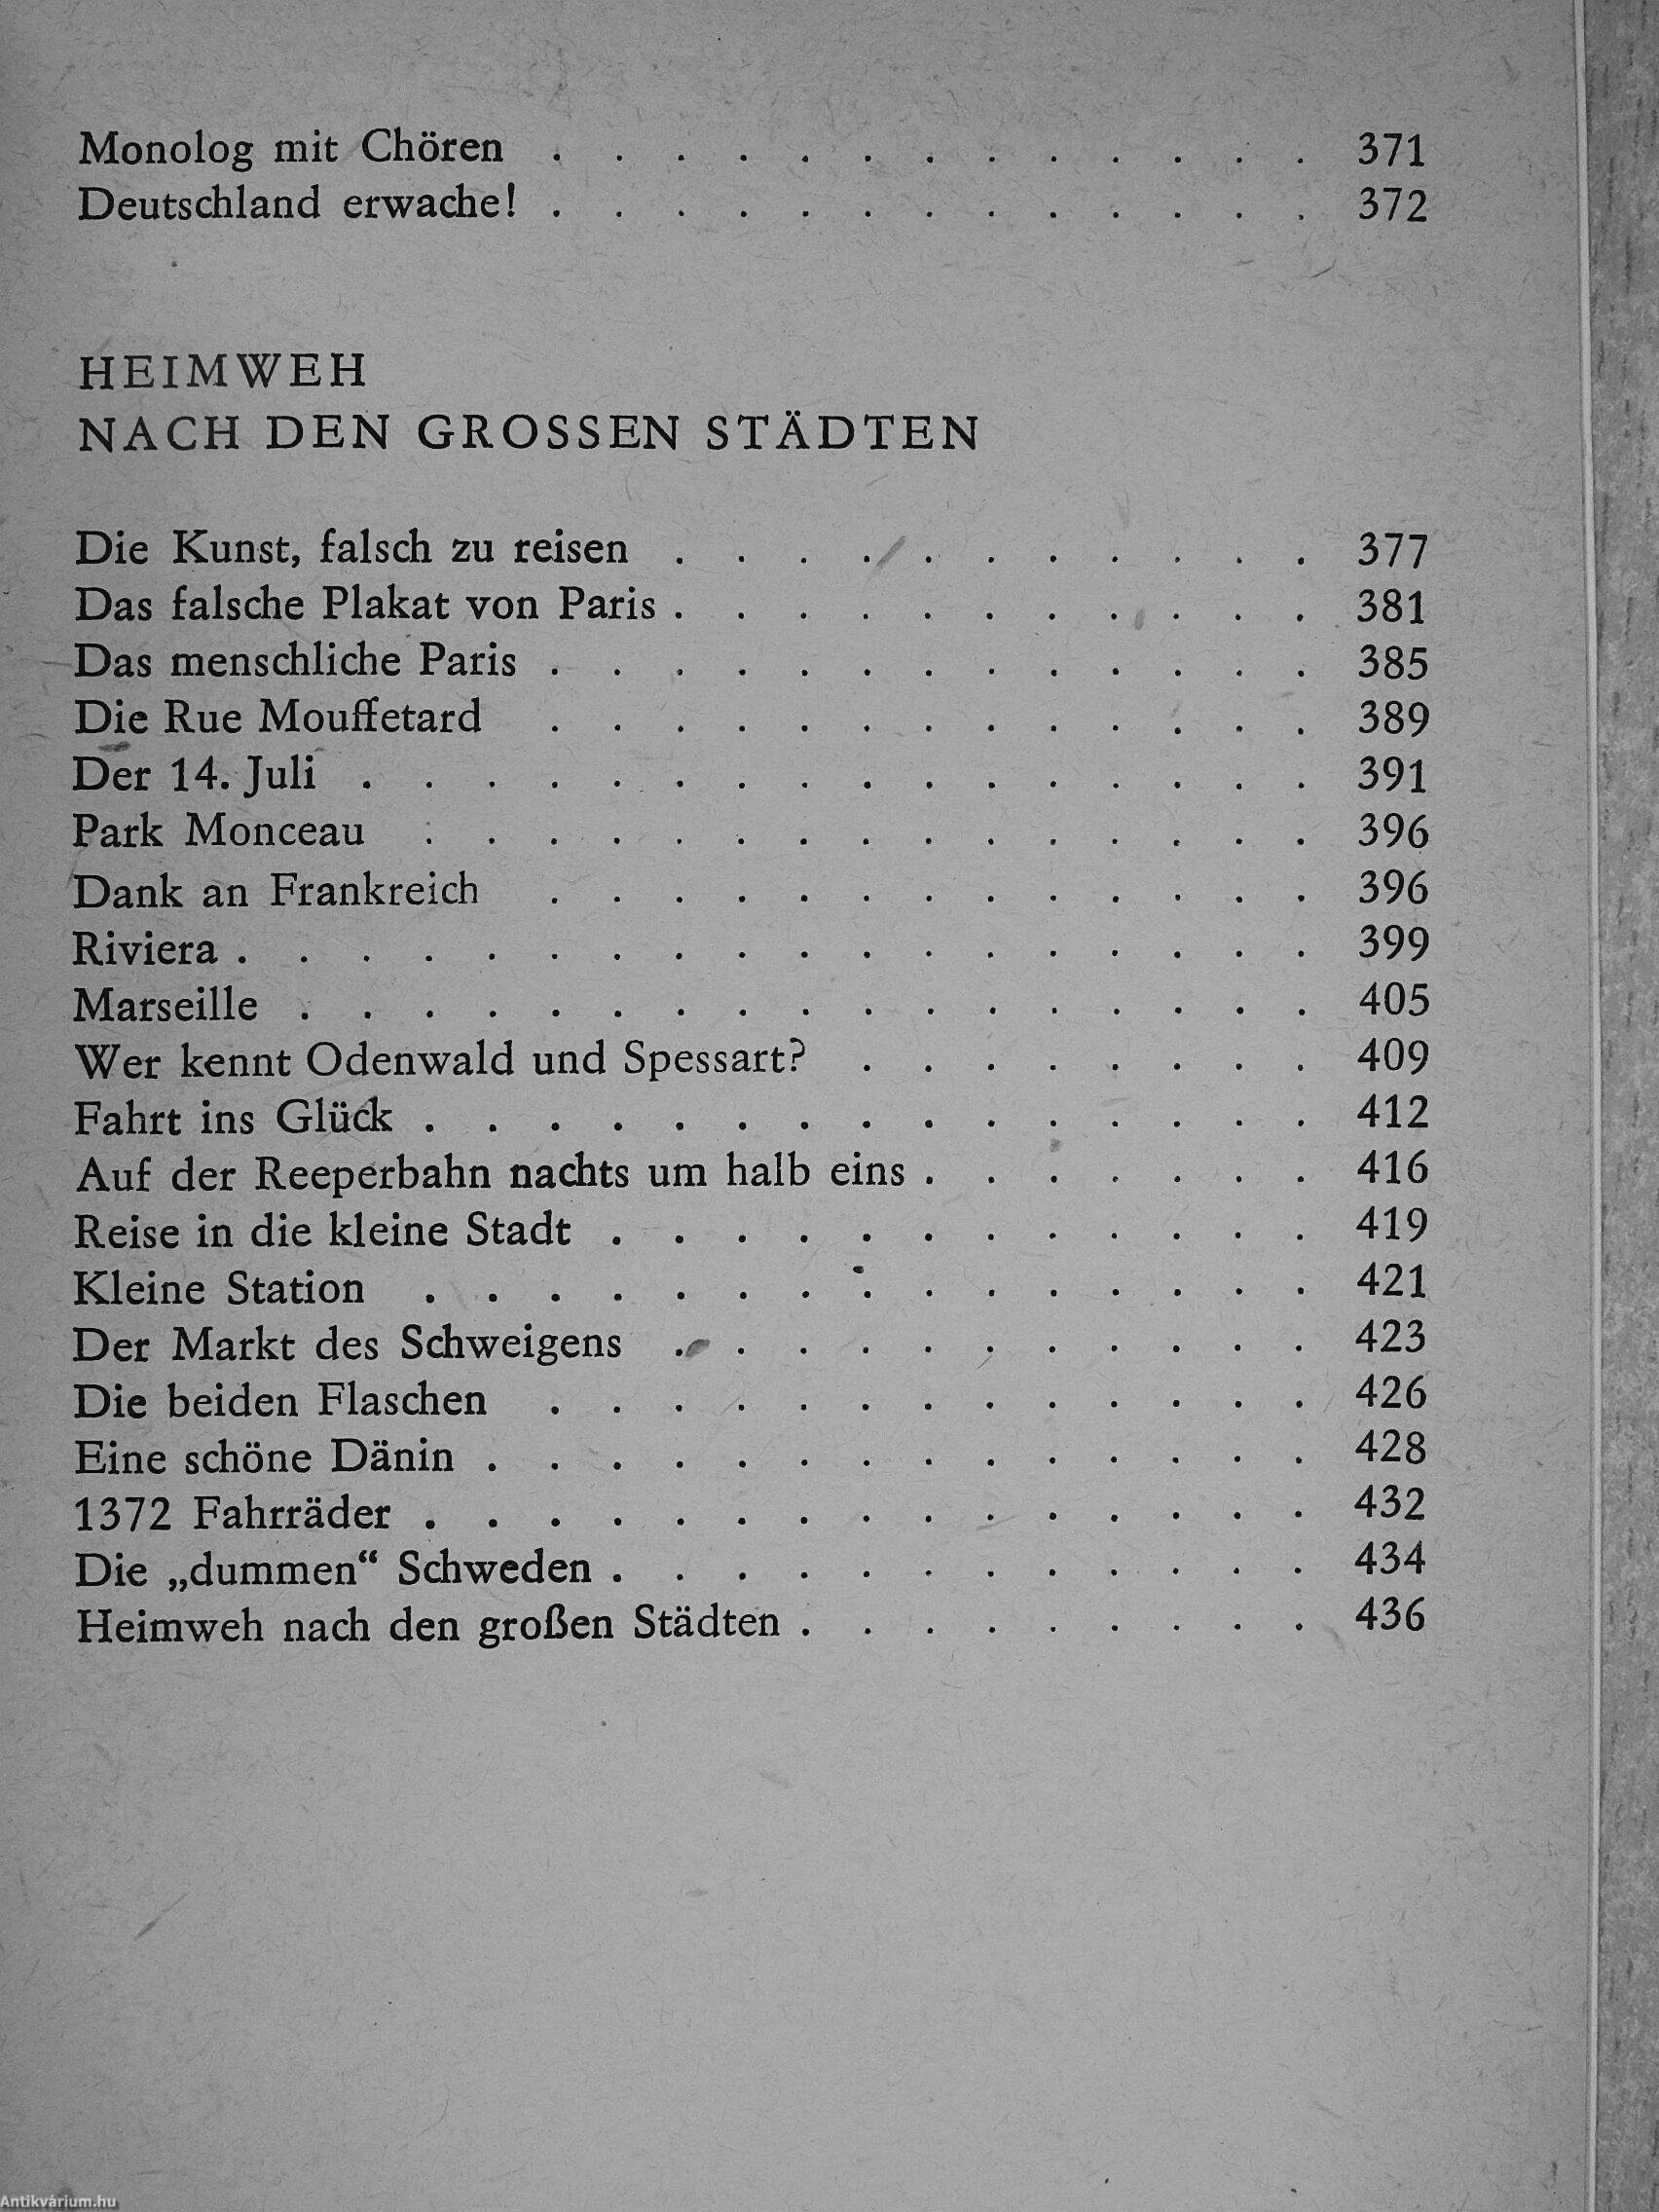 Monolog mit Chören . . . . . . . . . . . . . 371
Deutschland erwache! . . . . . . . . . . . . . 372
HEIMWEH
NACH DEN GROSSEN STÄDTEN
Die Kunst, falsch zu reisen . . . . . . . . . . . 377
Das falsche Plakat von Paris . . . . . . . . . . . 381
Das menschliche Paris . . . . . . . . . . . . . 385
Die Rue Mouffetard . . . . . . . . . . . . . 389
Der 14. Juli . . . . . . . . . . . . . . . . 391
Park Monceau . . . . . . . . . . . . . . . 396
Dank an Frankreich . . . . . . . . . . . . . 396
Riviera . . . . . . . . . . . . . . . . . . 399
Marseille . . . . . . . . . . . . . . . . . 405
Wer kennt Odenwald und Spessart? . . . . . . . . 409
Fahrt ins Glück . . . . . . . . . . . . . . . 412
Auf der Reeperbahn nachts um halb eins . . . . . . . 416
Reise in die kleine Stadt . . . . . . . . . . . . 419
Kleine Station . . . . . . . . . . . . . . . 421
Der Markt des Schweigens . . . . . . . . . . . 423
Die beiden Flaschen . . . . . . . . . . . . . 426
Eine schöne Dänin . . . . . . . . . . . . . . 428
1372 Fahrräder . . . . . . . . . . . . . . . 432
Die „dummen“ Schweden . . . . . . . . . . . . 434
Heimweh nach den großen Städten . . . . . . . . . 436
Antikvárium.hu